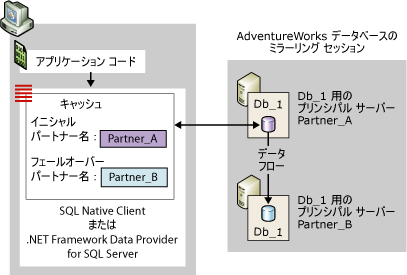 アプリケーション コード
キャッシュ
イニシャル
パートナー名：
Partner_A
フェールオーバー
パートナー名：
Partner_B
SQL Native Client
または
.NET Framework Data Provider
for SQL Server
AdventureWorks データベースの
ミラーリング セッション
Db_1
Db_1 用の
プリンシパル サーバー
Partner_A
データ
フロー
Db_1
Db_1 用の
プリンシパル サーバー
Partner_B